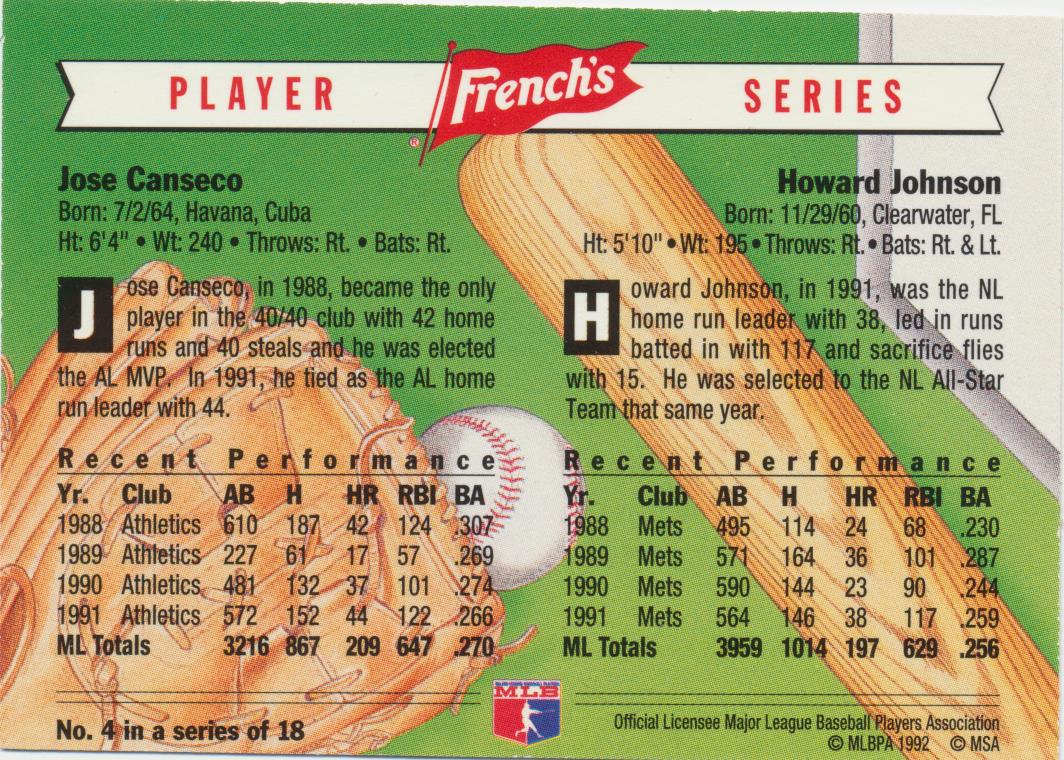 PLAYER French's SERIES
®
Jose Canseco
Born: 7/2/64, Havana, Cuba
Ht: 6'4" • Wt: 240 • Throws: Rt. • Bats: Rt.
Jose Canseco, in 1988, became the only
player in the 40/40 club with 42 home
runs and 40 steals and he was elected
the AL MVP. In 1991, he tied as the AL home
run leader with 44.
Recent Performance
Yr. Club AB H HR RBI BA
1988 Athletics 610 187 42 124 .307
1989 Athletics 227 61 17 57 .269
1990 Athletics 481 132 37 101 .274
1991 Athletics 572 152 44 122 .266
ML Totals 3216 867 209 647 .270
No. 4 in a series of 18
Howard Johnson
Born: 11/29/60, Clearwater, FL
Ht: 5'10" • Wt: 195 • Throws: Rt. • Bats: Rt. & Lt.
Howard Johnson, in 1991, was the NL
home run leader with 38, led in runs
batted in with 117 and sacrifice flies
with 15. He was selected to the NL All-Star
Team that same year.
Recent Performance
Yr. Club AB H HR RBI BA
1988 Mets 495 114 24 68 .230
1989 Mets 571 164 36 101 .287
1990 Mets 590 144 23 90 .244
1991 Mets 564 146 38 117 .259
ML Totals 3959 1014 197 629 .256
MLB
Official Licensee Major League Baseball Players Association
© MLBPA 1992 © MSA